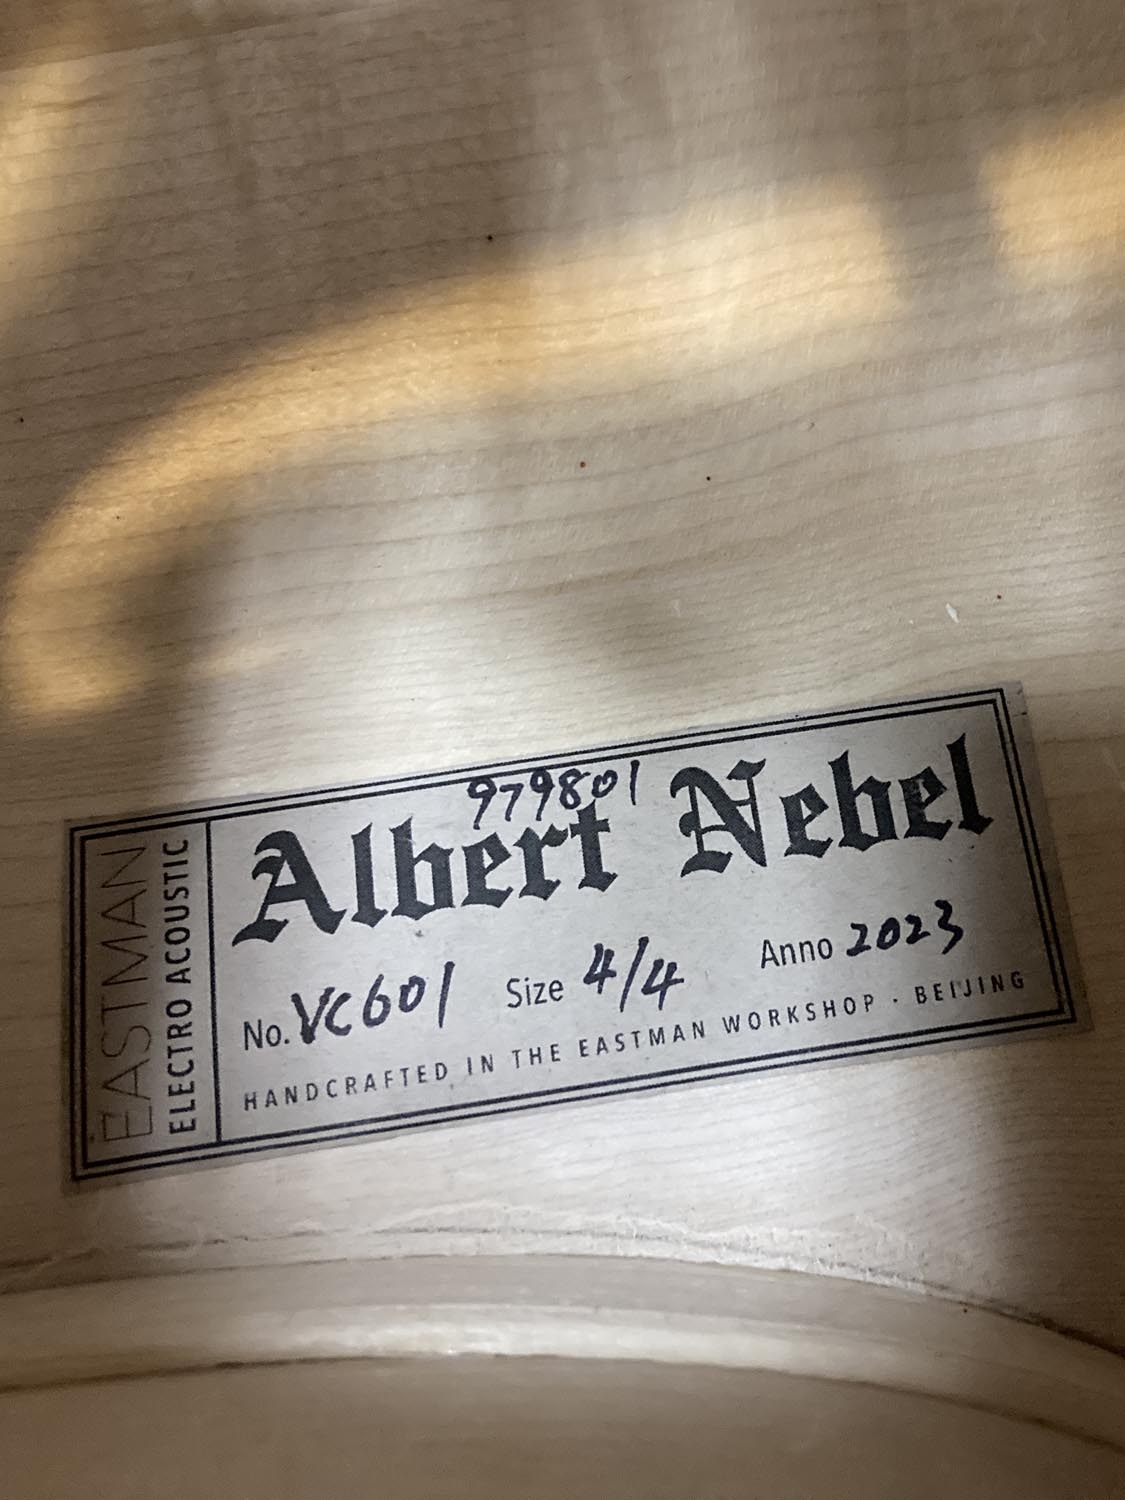 EASTMAN
ELECTRO ACOUSTIC
979801
Albert Nebel
No. VC601 Size 4/4 Anno 2023
HANDCRAFTED IN THE EASTMAN WORKSHOP · BEIJING